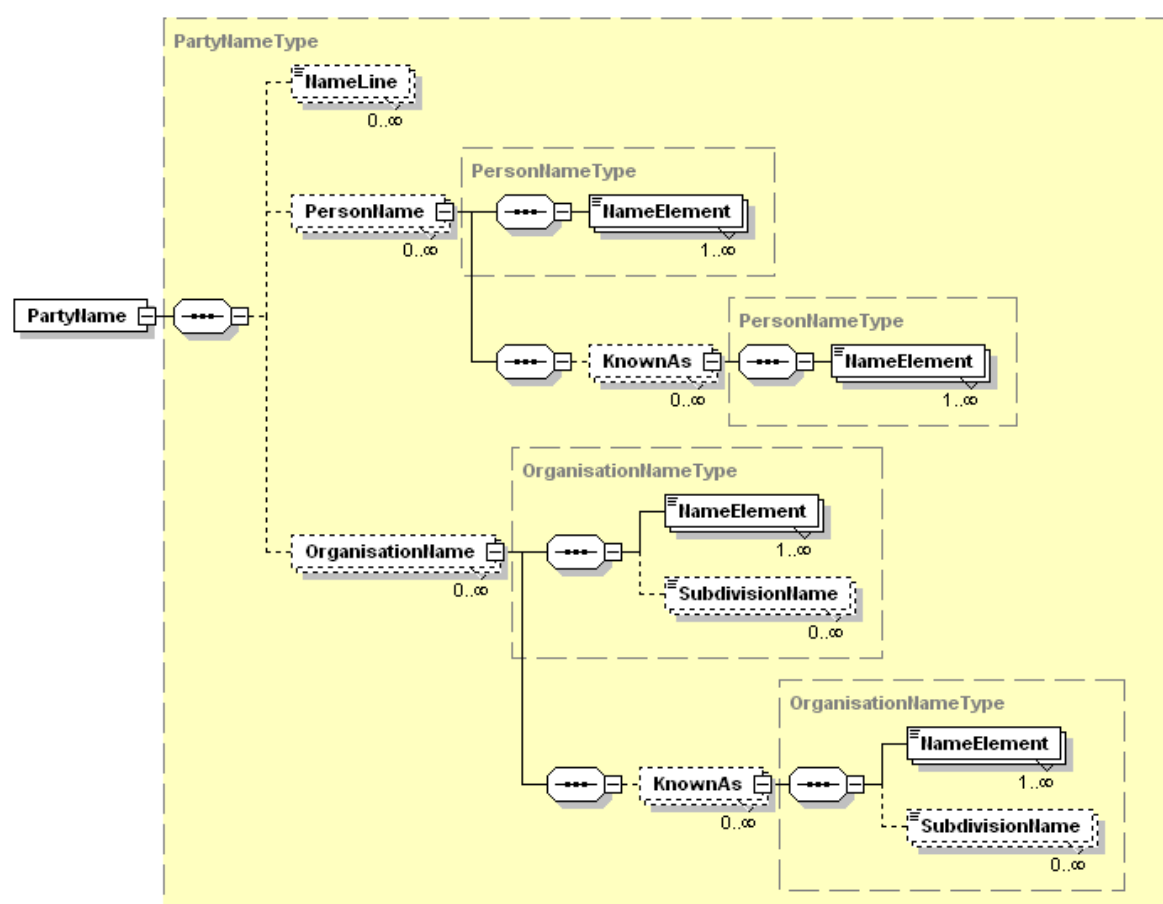 PartyNameType
NameLine
0..∞
PersonNameType
PersonName
NameElement
0..∞
1..∞
PartyName
PersonNameType
KnownAs
NameElement
0..∞
1..∞
OrganisationNameType
NameElement
1..∞
OrganisationName
0..∞
SubdivisionName
0..∞
OrganisationNameType
NameElement
1..∞
KnownAs
0..∞
SubdivisionName
0..∞